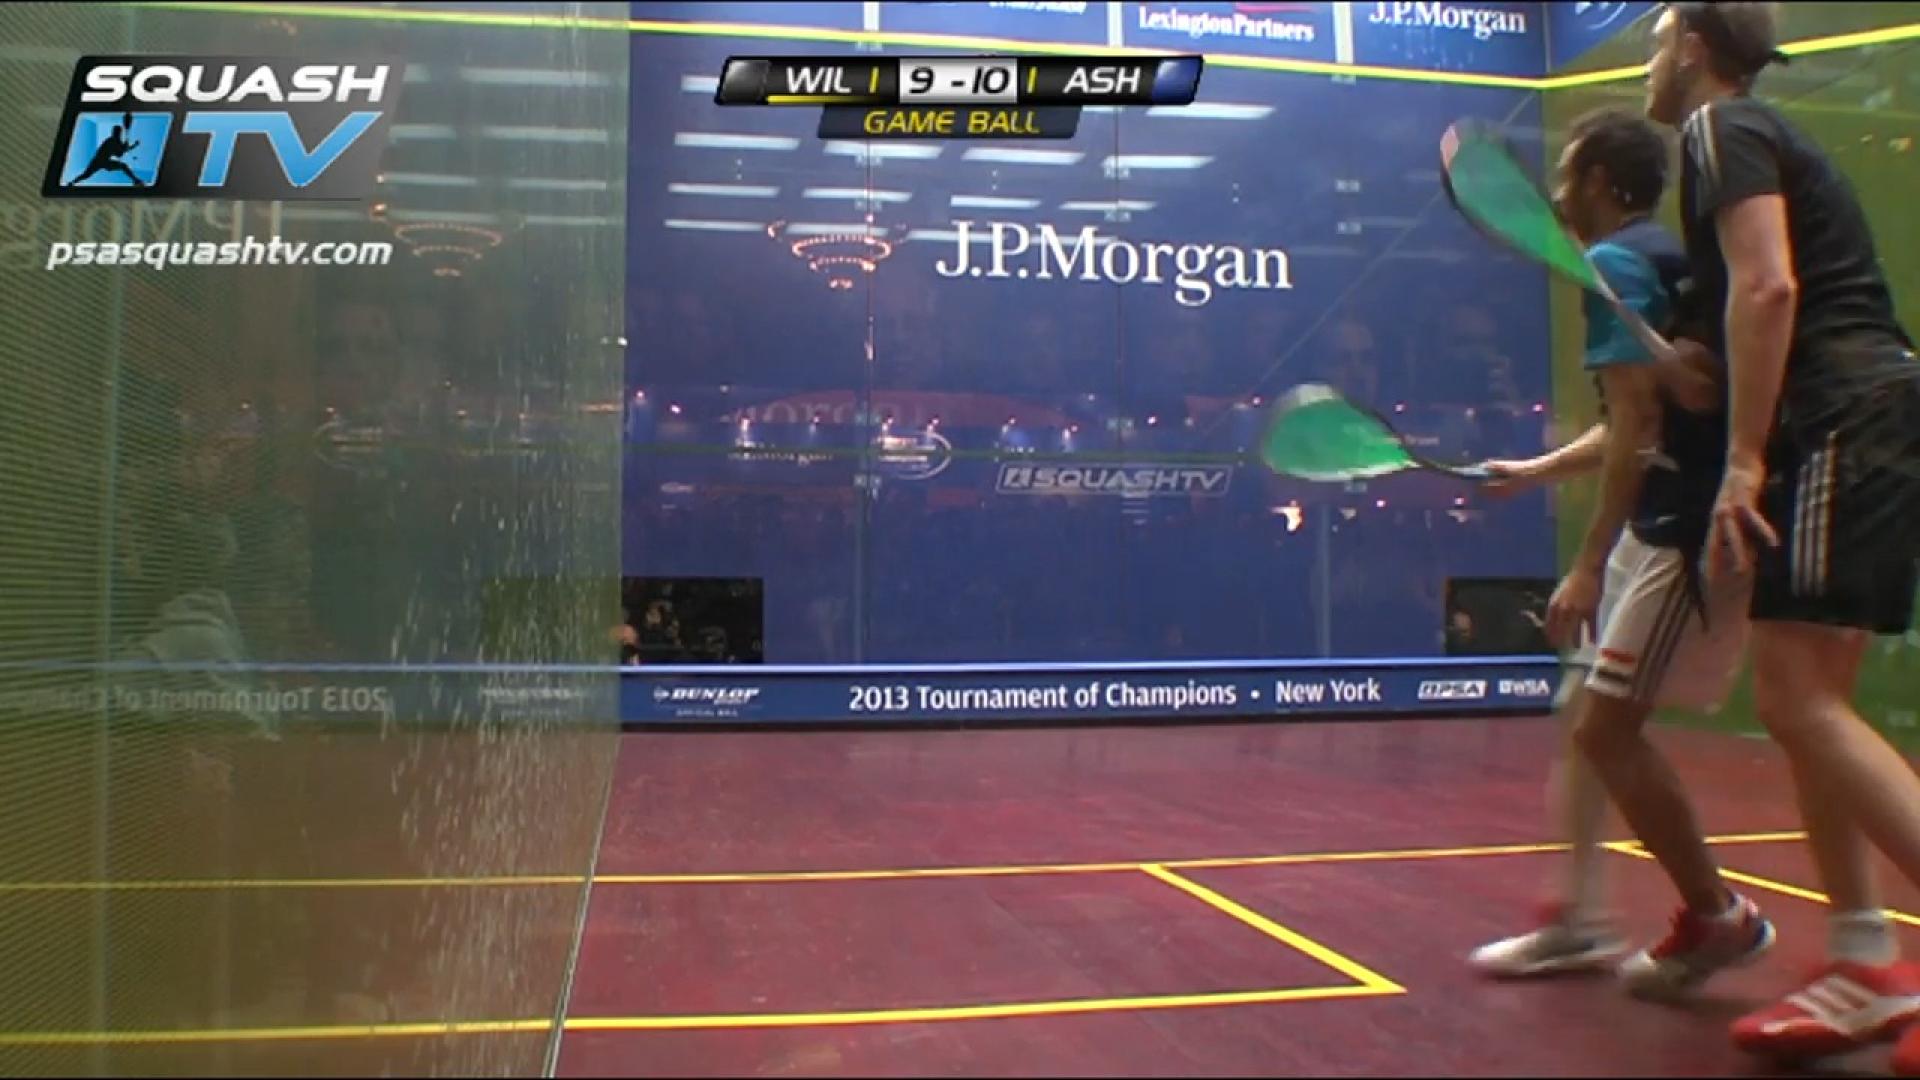 LexingtonPartners
J.P.Morgan
SQUASH
TV
psasquashtv.com
WIL 1 9 -10 1 ASH
GAME BALL
J.P.Morgan
SQUASHTV
DUNLOP
2013 Tournament of Champions • New York
PSA WSA